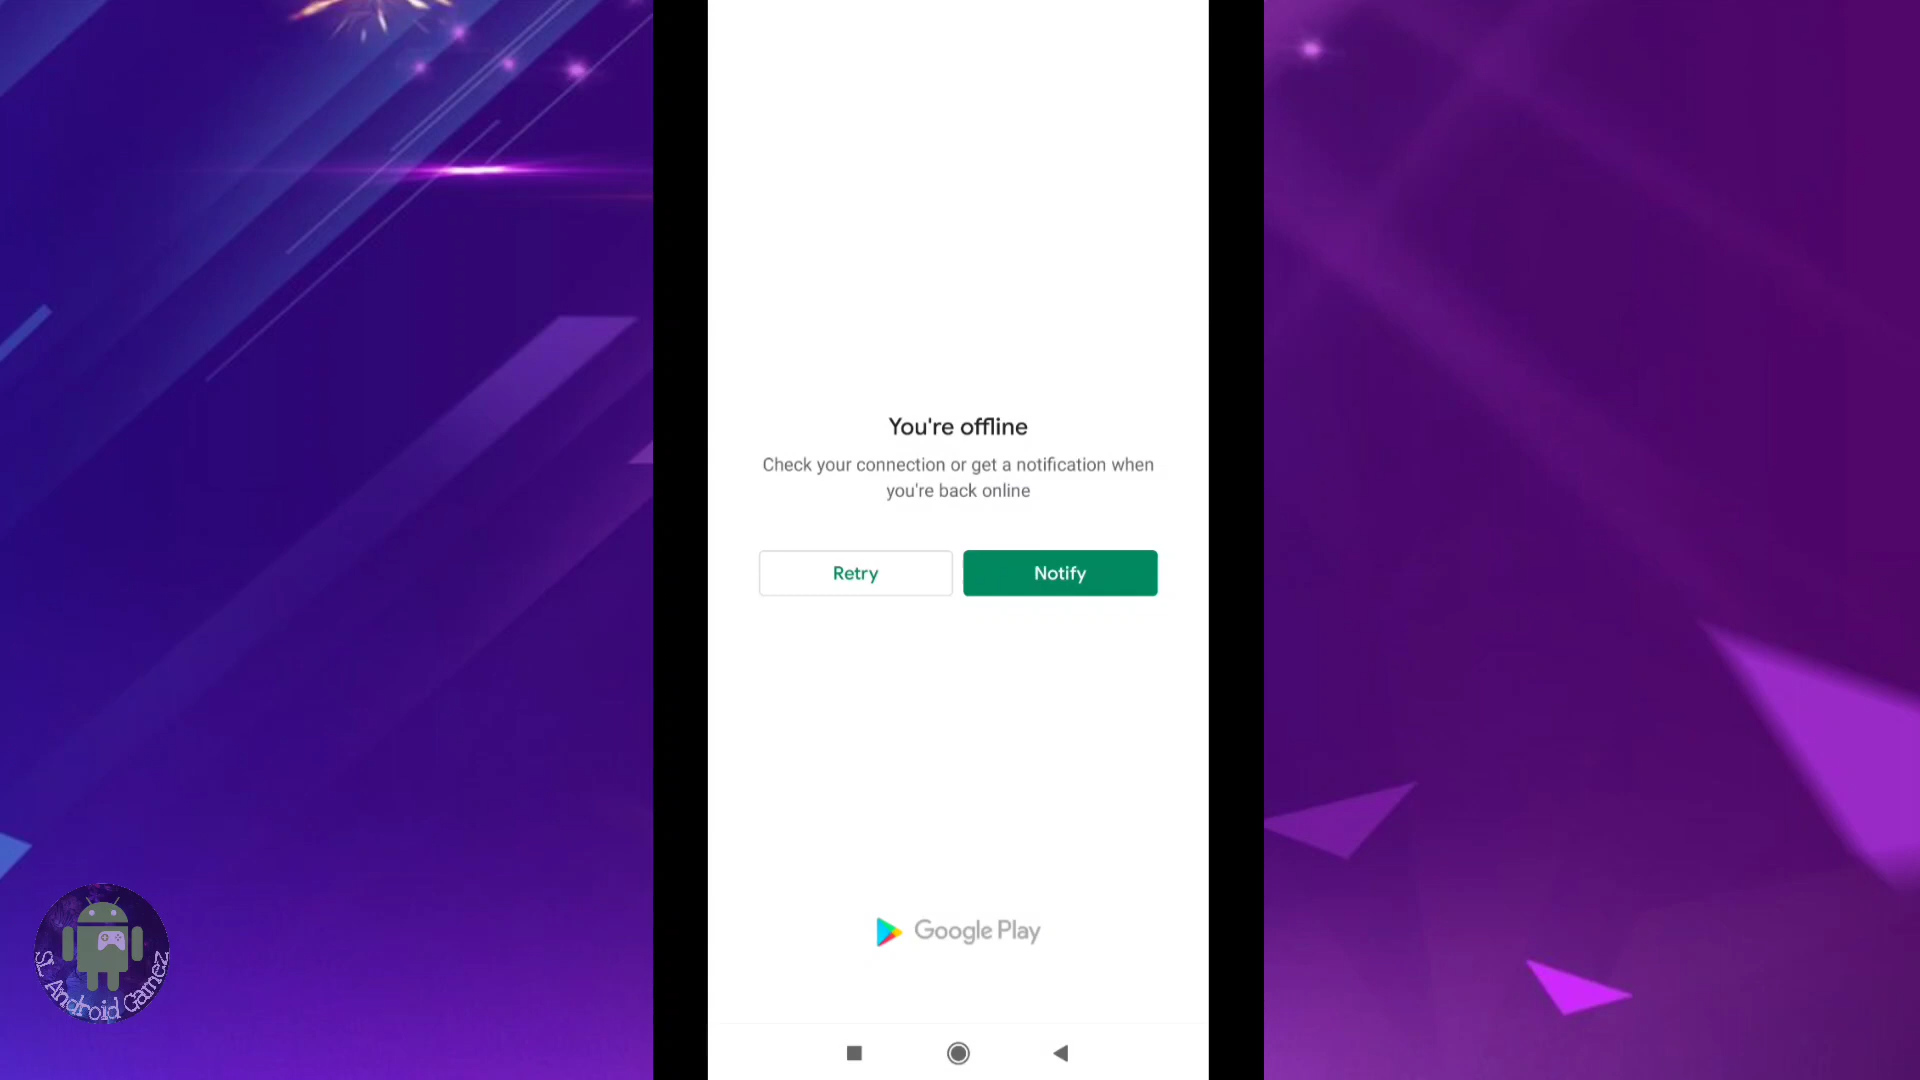 You're offline
Check your connection or get a notification when
you're back online
Retry
Notify
Google Play
SL Android Gamez